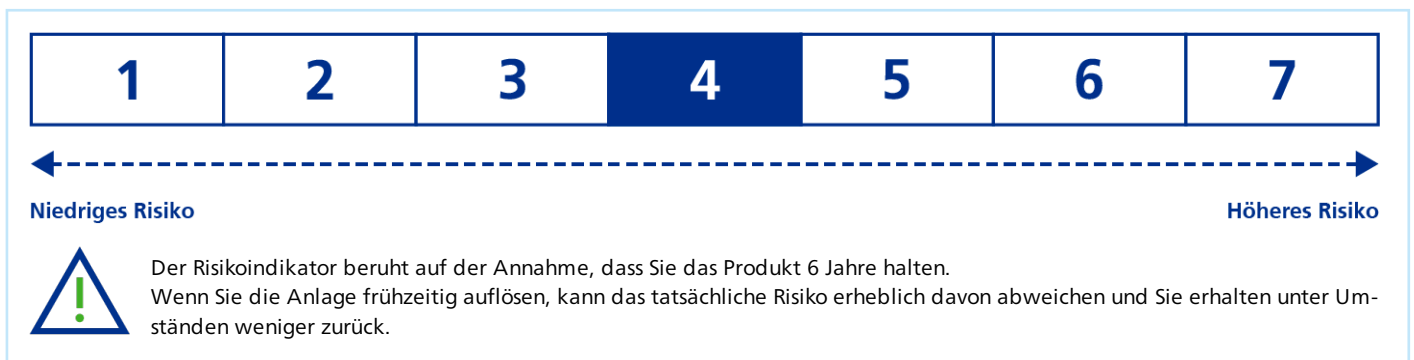 1 2 3 4 5 6 7
Niedriges Risiko Höheres Risiko
Der Risikoindikator beruht auf der Annahme, dass Sie das Produkt 6 Jahre halten.
Wenn Sie die Anlage frühzeitig auflösen, kann das tatsächliche Risiko erheblich davon abweichen und Sie erhalten unter Um-
ständen weniger zurück.